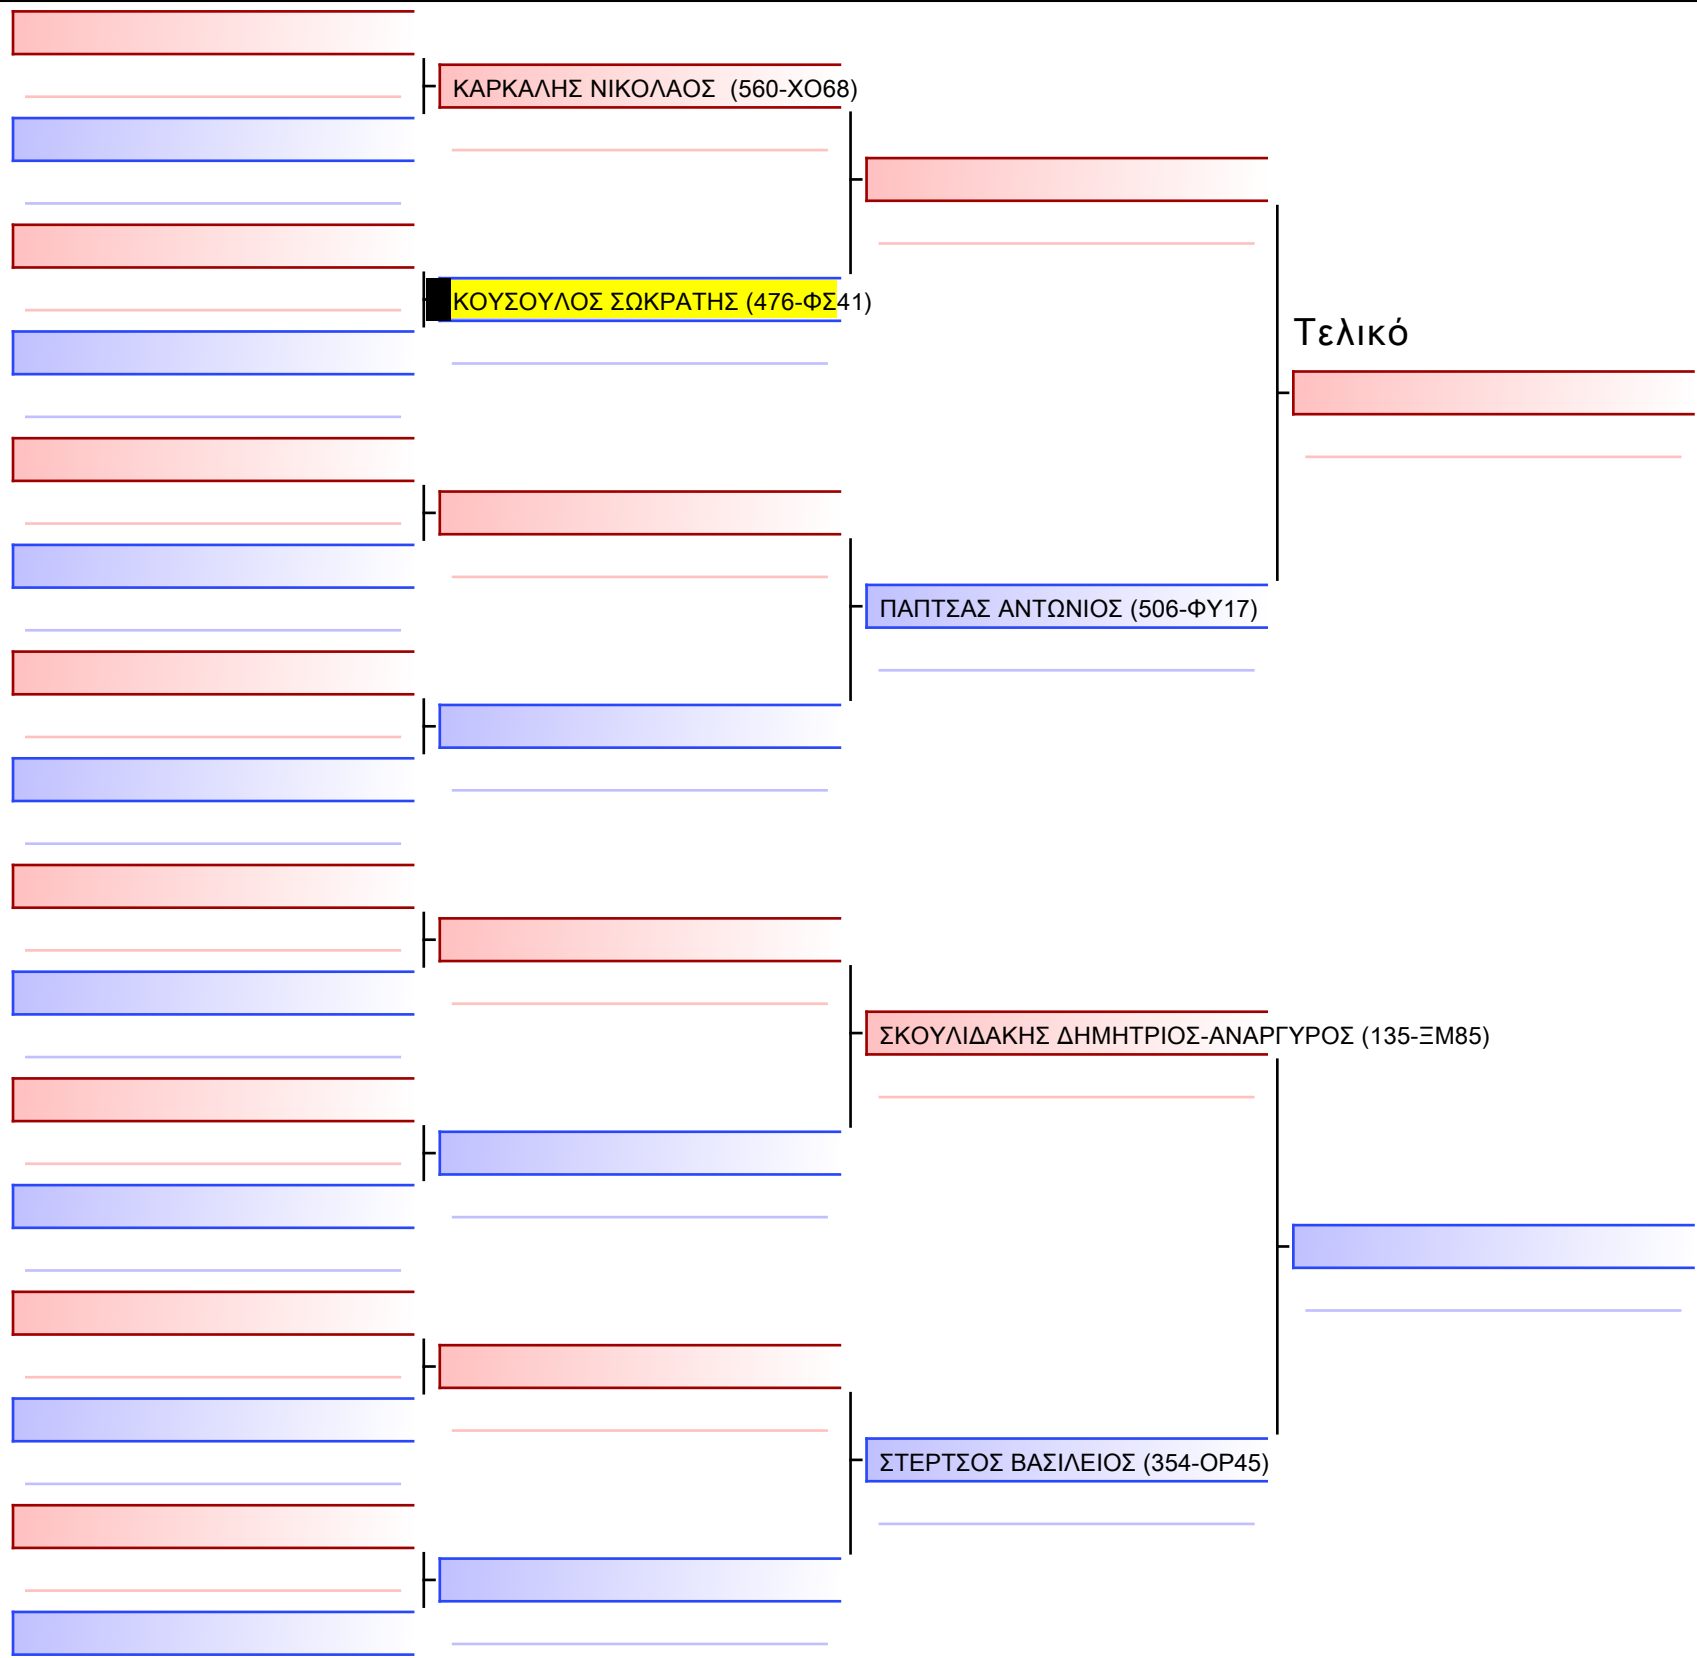 ΚΑΡΚΑΛΗΣ ΝΙΚΟΛΑΟΣ (560-ΧΟ68)
ΚΟΥΣΟΥΛΟΣ ΣΩΚΡΑΤΗΣ (476-ΦΣ41)
Τελικό
ΠΑΠΤΣΑΣ ΑΝΤΩΝΙΟΣ (506-ΦΥ17)
ΣΚΟΥΛΙΔΑΚΗΣ ΔΗΜΗΤΡΙΟΣ-ΑΝΑΡΓΥΡΟΣ (135-ΞΜ85)
ΣΤΕΡΤΣΟΣ ΒΑΣΙΛΕΙΟΣ (354-ΟΡ45)